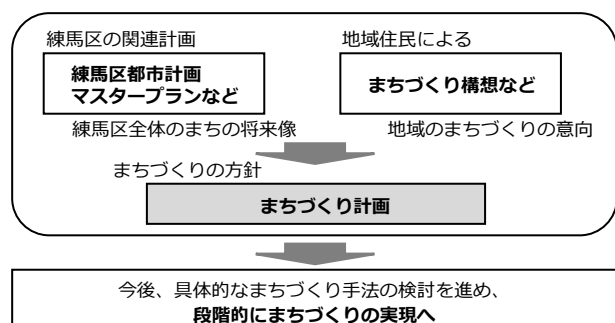 練馬区の関連計画
練馬区都市計画
マスタープランなど
練馬区全体のまちの将来像
地域住民による
まちづくり構想など
地域のまちづくりの意向
まちづくりの方針
まちづくり計画
今後、具体的なまちづくり手法の検討を進め、
段階的にまちづくりの実現へ